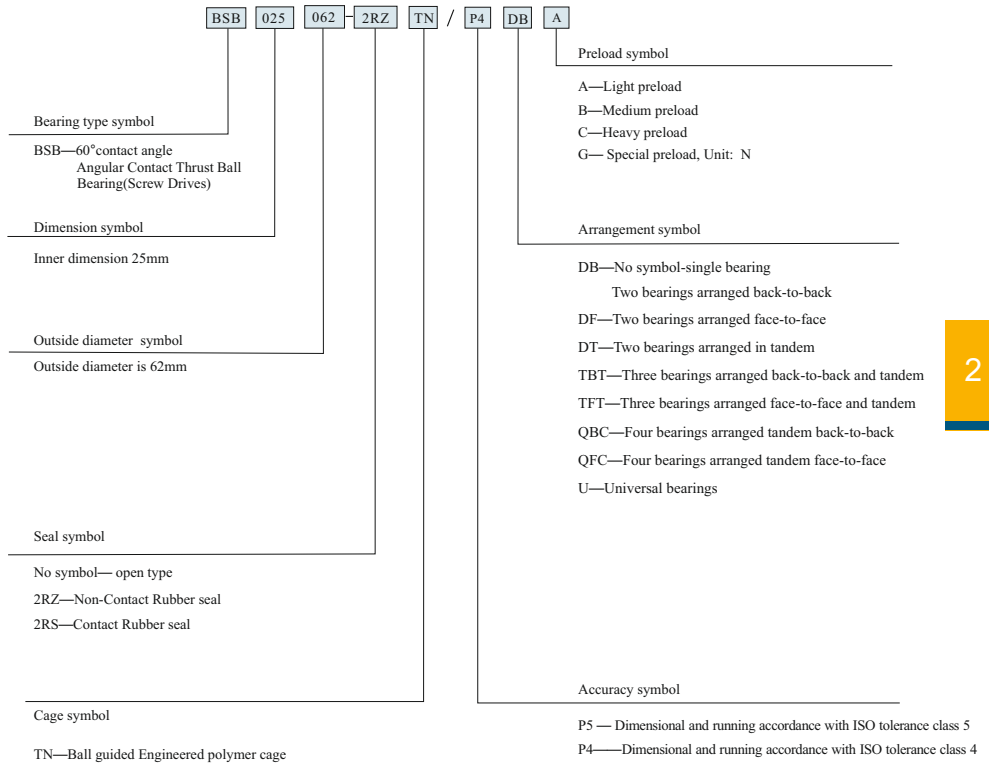 BSB 025 062 - 2RZ TN / P4 DB A
Bearing type symbol
BSB—60°contact angle
Angular Contact Thrust Ball
Bearing(Screw Drives)
Dimension symbol
Inner dimension 25mm
Outside diameter symbol
Outside diameter is 62mm
Seal symbol
No symbol— open type
2RZ—Non-Contact Rubber seal
2RS—Contact Rubber seal
Cage symbol
TN—Ball guided Engineered polymer cage
Preload symbol
A—Light preload
B—Medium preload
C—Heavy preload
G— Special preload, Unit: N
Arrangement symbol
DB—No symbol-single bearing
Two bearings arranged back-to-back
DF—Two bearings arranged face-to-face
DT—Two bearings arranged in tandem
TBT—Three bearings arranged back-to-back and tandem
TFT—Three bearings arranged face-to-face and tandem
QBC—Four bearings arranged tandem back-to-back
QFC—Four bearings arranged tandem face-to-face
U—Universal bearings
Accuracy symbol
P5 — Dimensional and running accordance with ISO tolerance class 5
P4——Dimensional and running accordance with ISO tolerance class 4
2